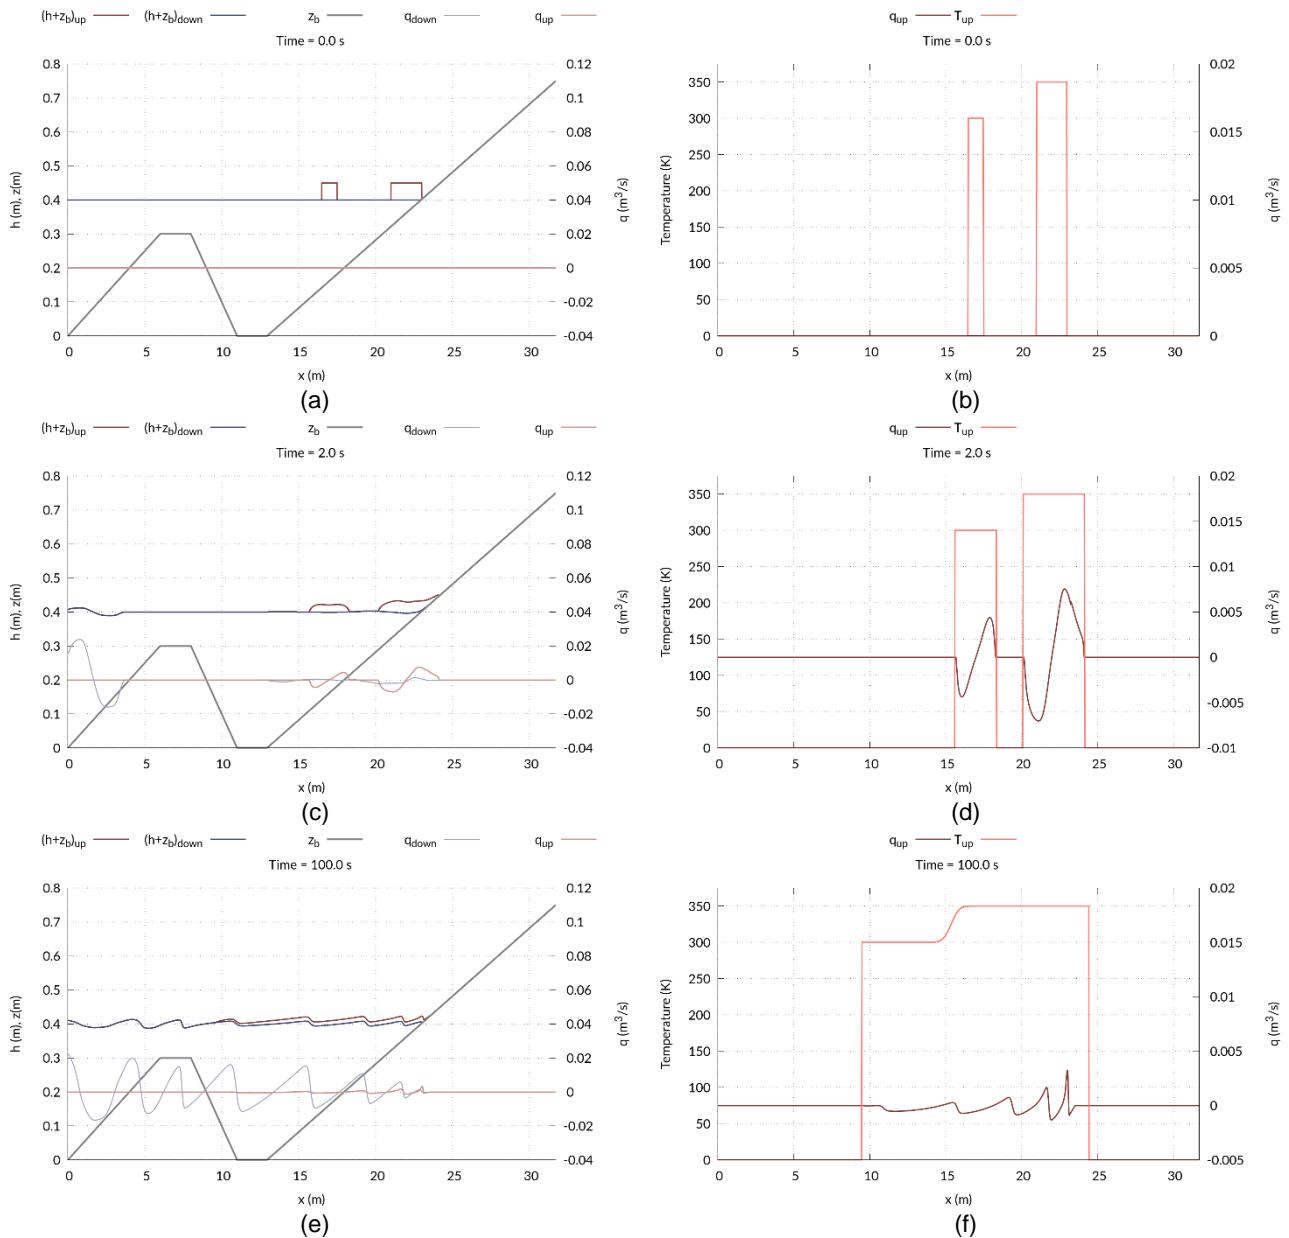 (h+z_b)_up (h+z_b)_down z_b q_down q_up
Time = 0.0 s
0.8 0.7 0.6 0.5 0.4 0.3 0.2 0.1 0
h (m), z(m)
0.12 0.1 0.08 0.06 0.04 0.02 0 -0.02 -0.04
q (m³/s)
0 5 10 15 20 25 30
x (m)
(a)
q_up T_up
Time = 0.0 s
350 300 250 200 150 100 50 0
Temperature (K)
0.02 0.015 0.01 0.005 0
q (m³/s)
0 5 10 15 20 25 30
x (m)
(b)
(h+z_b)_up (h+z_b)_down z_b q_down q_up
Time = 2.0 s
0.8 0.7 0.6 0.5 0.4 0.3 0.2 0.1 0
h (m), z(m)
0.12 0.1 0.08 0.06 0.04 0.02 0 -0.02 -0.04
q (m³/s)
0 5 10 15 20 25 30
x (m)
(c)
q_up T_up
Time = 2.0 s
350 300 250 200 150 100 50 0
Temperature (K)
0.02 0.015 0.01 0.005 0 -0.005 -0.01
q (m³/s)
0 5 10 15 20 25 30
x (m)
(d)
(h+z_b)_up (h+z_b)_down z_b q_down q_up
Time = 100.0 s
0.8 0.7 0.6 0.5 0.4 0.3 0.2 0.1 0
h (m), z(m)
0.12 0.1 0.08 0.06 0.04 0.02 0 -0.02 -0.04
q (m³/s)
0 5 10 15 20 25 30
x (m)
(e)
q_up T_up
Time = 100.0 s
350 300 250 200 150 100 50 0
Temperature (K)
0.02 0.015 0.01 0.005 0 -0.005
q (m³/s)
0 5 10 15 20 25 30
x (m)
(f)